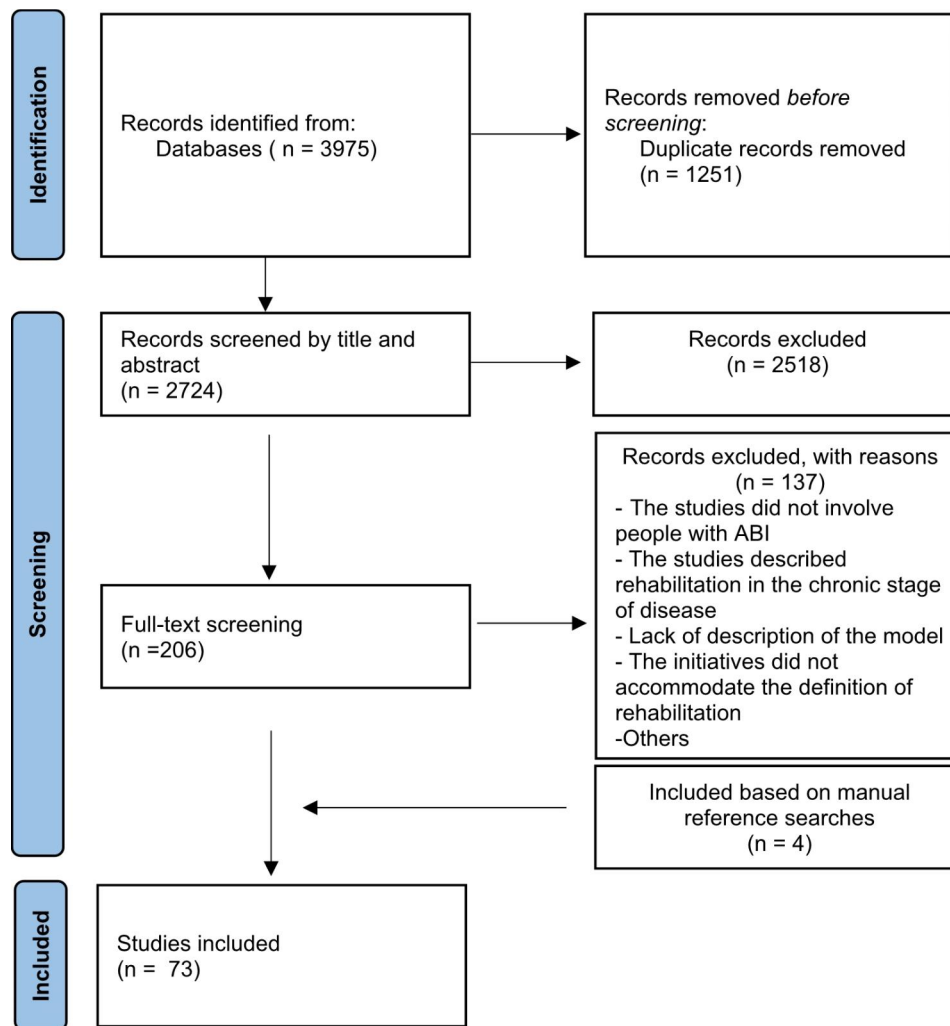 Identification
Records identified from:
Databases ( n = 3975)
Records removed before
screening:
Duplicate records removed
(n = 1251)
Screening
Records screened by title and
abstract
(n = 2724)
Records excluded
(n = 2518)
Full-text screening
(n =206)
Records excluded, with reasons
(n = 137)
- The studies did not involve
people with ABI
- The studies described
rehabilitation in the chronic stage
of disease
- Lack of description of the model
- The initiatives did not
accommodate the definition of
rehabilitation
-Others
Included based on manual
reference searches
(n = 4)
Included
Studies included
(n = 73)